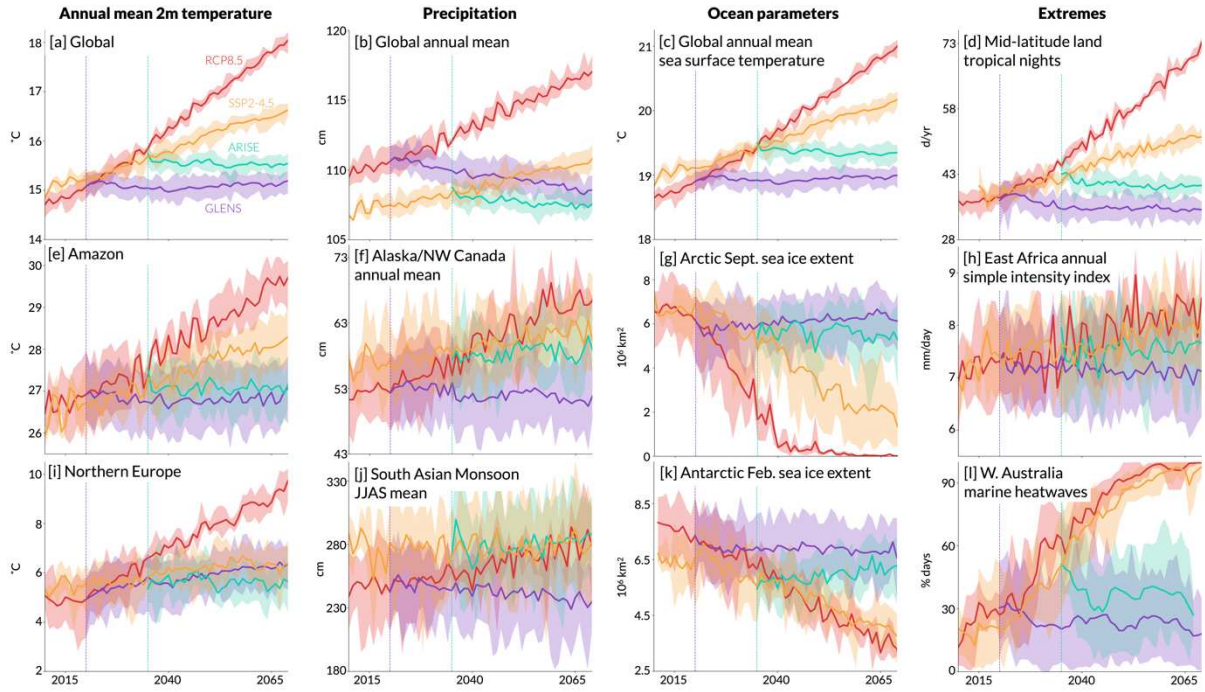 Annual mean 2m temperature
Precipitation
Ocean parameters
Extremes
[a] Global
RCP8.5
SSP2-4.5
ARISE
GLENS
°C
18
17
16
15
14
[b] Global annual mean
cm
120
115
110
105
[c] Global annual mean
sea surface temperature
°C
21
20
19
18
[d] Mid-latitude land
tropical nights
d/yr
73
58
43
28
[e] Amazon
°C
30
29
28
27
26
[f] Alaska/NW Canada
annual mean
cm
73
63
53
43
[g] Arctic Sept. sea ice extent
10⁶ km²
8
6
4
2
0
[h] East Africa annual
simple intensity index
mm/day
9
8
7
6
[i] Northern Europe
°C
10
8
6
4
2
2015
2040
2065
[j] South Asian Monsoon
JJAS mean
cm
330
280
230
180
2015
2040
2065
[k] Antarctic Feb. sea ice extent
10⁶ km²
8.5
6.5
4.5
2.5
2015
2040
2065
[l] W. Australia
marine heatwaves
% days
90
60
30
0
2015
2040
2065